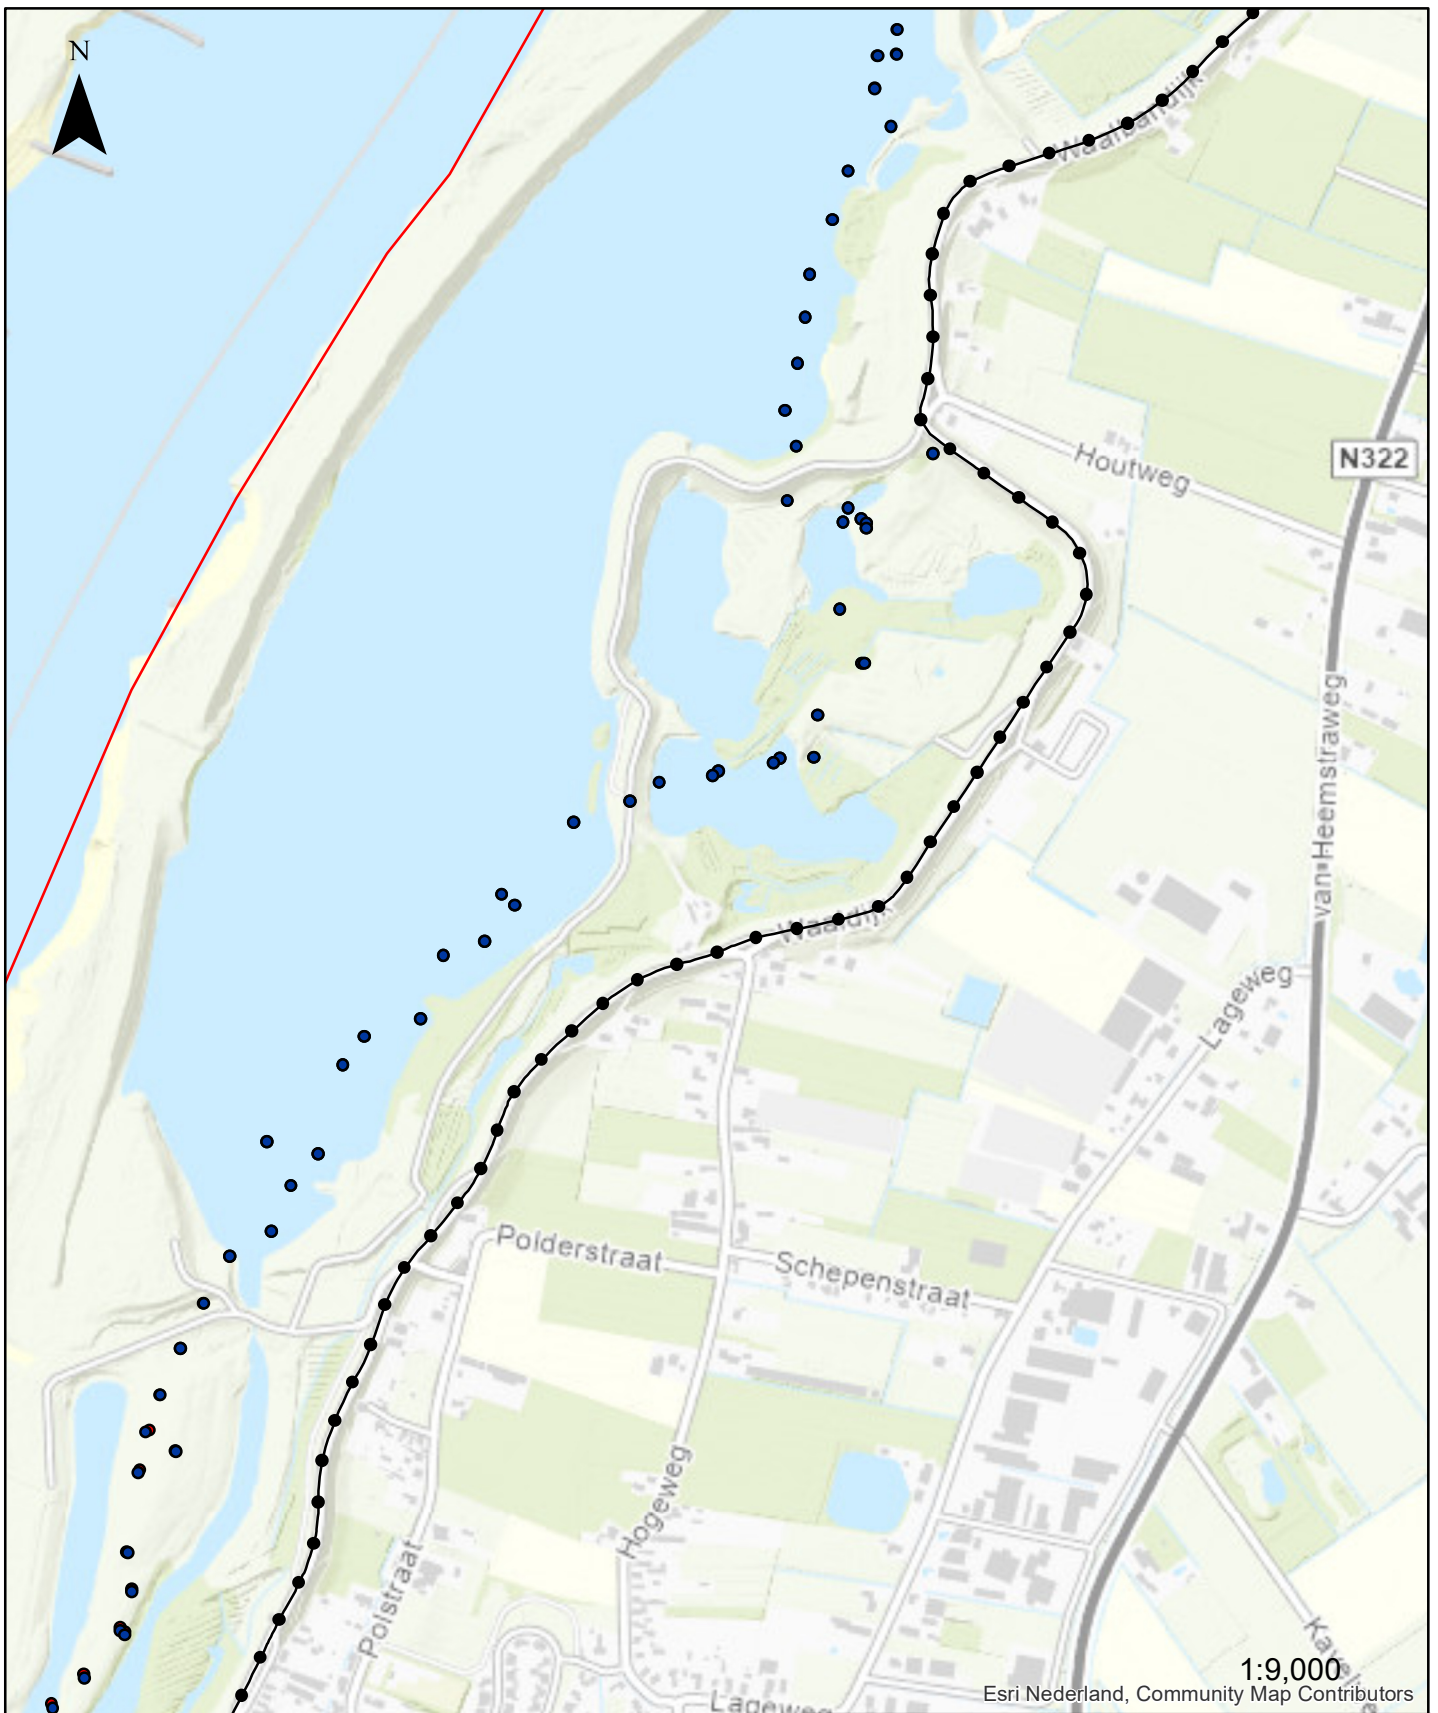 N
Waalbandijk
Houtweg
N322
van Heemstraweg
Waaldijk
Lageweg
Polderstraat
Schepenstraat
Hogeweg
Polstraat
1:9,000
Esri Nederland, Community Map Contributors
Lageweg